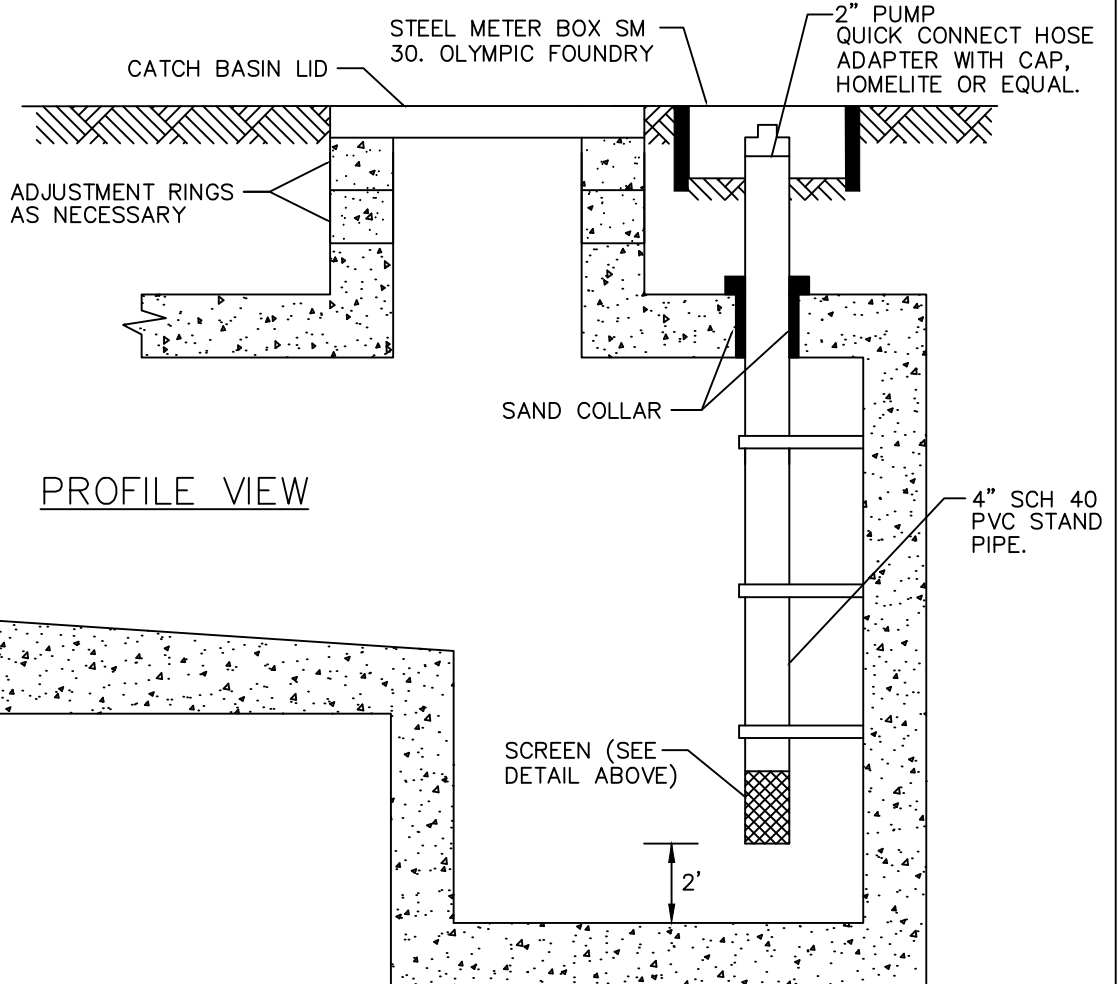 2” PUMP
QUICK CONNECT HOSE
ADAPTER WITH CAP,
HOMELITE OR EQUAL.
STEEL METER BOX SM
30. OLYMPIC FOUNDRY
CATCH BASIN LID
ADJUSTMENT RINGS
AS NECESSARY
SAND COLLAR
PROFILE VIEW
4” SCH 40
PVC STAND
PIPE.
SCREEN (SEE
DETAIL ABOVE)
2'